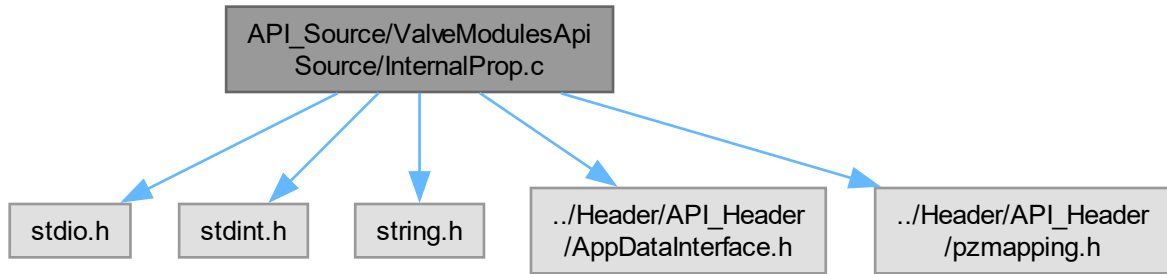 API_Source/ValveModulesApi
Source/InternalProp.c
stdio.h
stdint.h
string.h
../Header/API_Header
/AppDataInterface.h
../Header/API_Header
/pzmapping.h